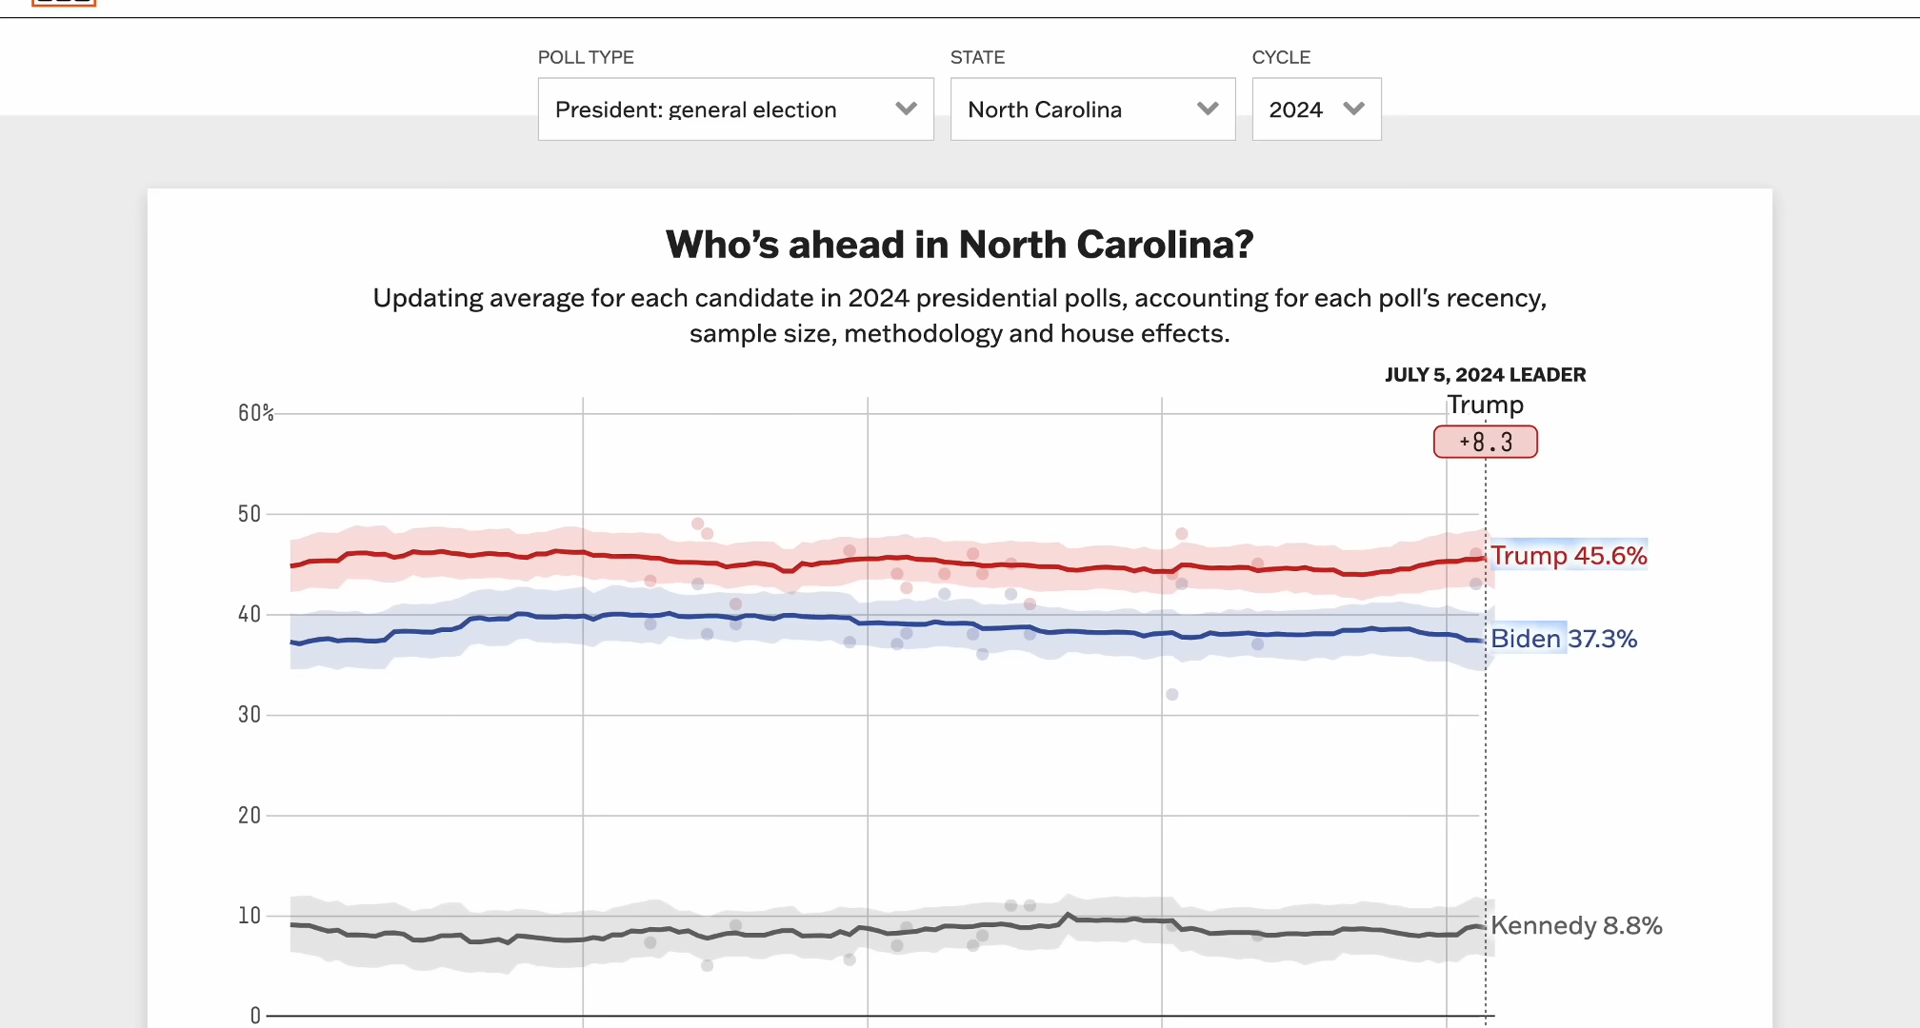 POLL TYPE
STATE
CYCLE
President: general election
North Carolina
2024
Who's ahead in North Carolina?
Updating average for each candidate in 2024 presidential polls, accounting for each poll's recency,
sample size, methodology and house effects.
JULY 5, 2024 LEADER
Trump
+8.3
60%
50
40
30
20
10
0
Trump 45.6%
Biden 37.3%
Kennedy 8.8%